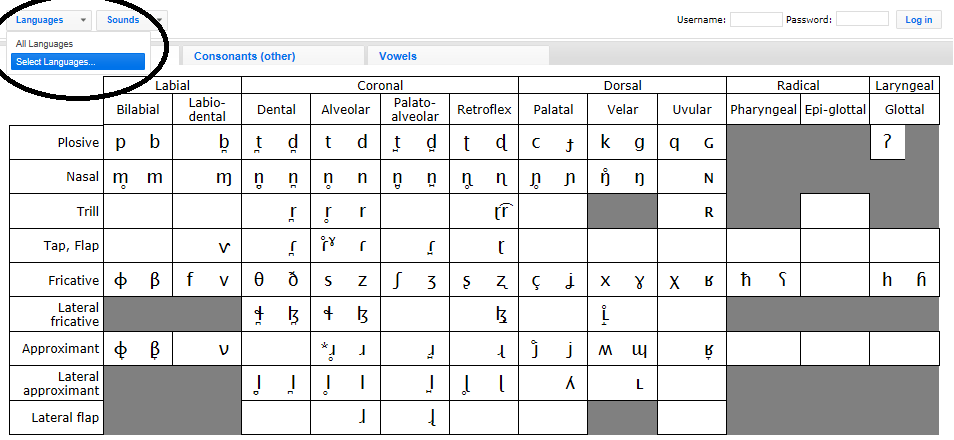 Languages Sounds Username: Password: Log in
All Languages
Select Languages...
Consonants (other) Vowels
Labial Coronal Dorsal Radical Laryngeal
Bilabial Labio-dental Dental Alveolar Palato-alveolar Retroflex Palatal Velar Uvular Pharyngeal Epi-glottal Glottal
Plosive p b b̪ t̪ d̪ t d t̠ d̠ ʈ ɖ c ɟ k ɡ q ɢ ʔ
Nasal m̥ m ɱ n̪̥ n̪ n̥ n n̠̥ n̠ ɳ̥ ɳ ɲ̥ ɲ ŋ̊ ŋ ɴ
Trill r̪ r̥ r ʀ
Tap, Flap ⱱ ɾ̪ ɾ ɾ̠ ɽ
Fricative ɸ β f v θ ð s z ʃ ʒ ʂ ʐ ç ʝ x ɣ χ ʁ ħ ʕ h ɦ
Lateral fricative ɬ̪ ɮ̪ ɬ ɮ
Approximant ɸ̞ β̞ ʋ *ɹ̥ ɹ ɹ̠ ɻ j̊ j ʍ ɰ ʁ̞
Lateral approximant l̪̥ l̪ l̥ l l̠ ɭ̥ ɭ ʎ ʟ
Lateral flap ɺ